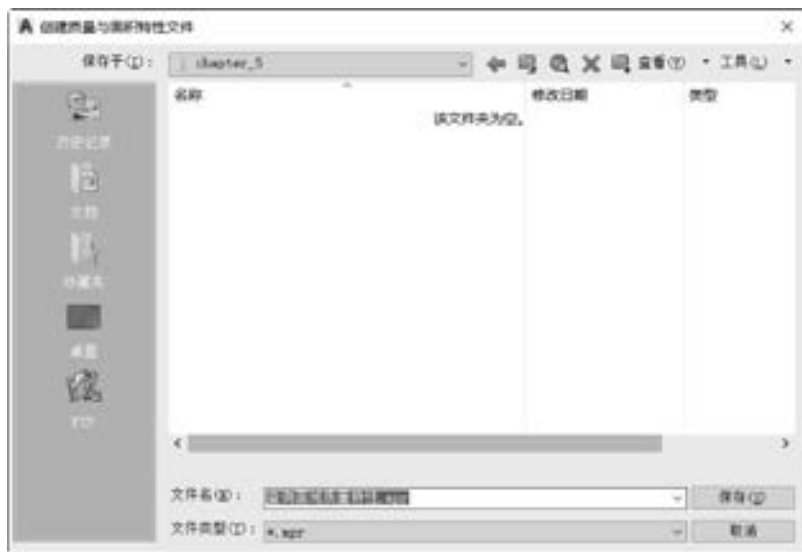 创建质量与面积特性文件
保存于(I): chapter_5 查看(V) 工具(L)
名称 修改日期 类型
该文件夹为空。
历史记录
文档
收藏夹
桌面
FTP
文件名(N): 保存(S)
文件类型(T): *.mpr 取消